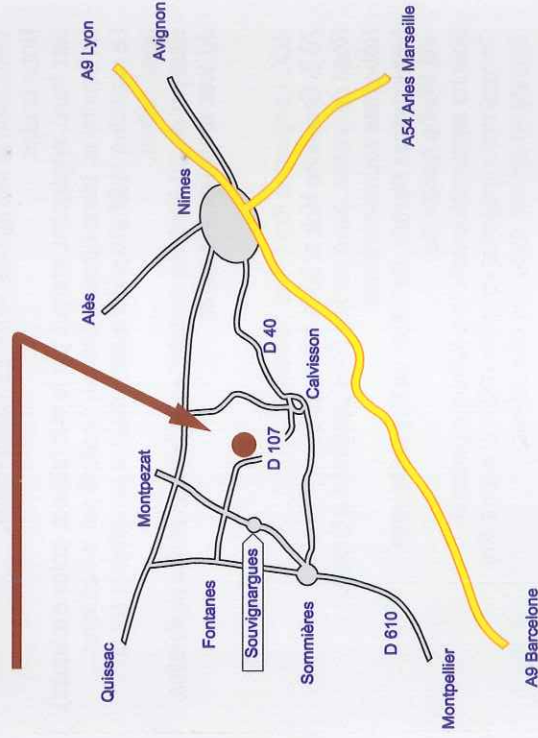 A9 Lyon
Avignon
Nimes
Alès
A54 Arles Marseille
D 40
Calvisson
D 107
Montpezat
Quissac
Fontanes
Souvignargues
Sommières
D 610
Montpellier
A9 Barcelone